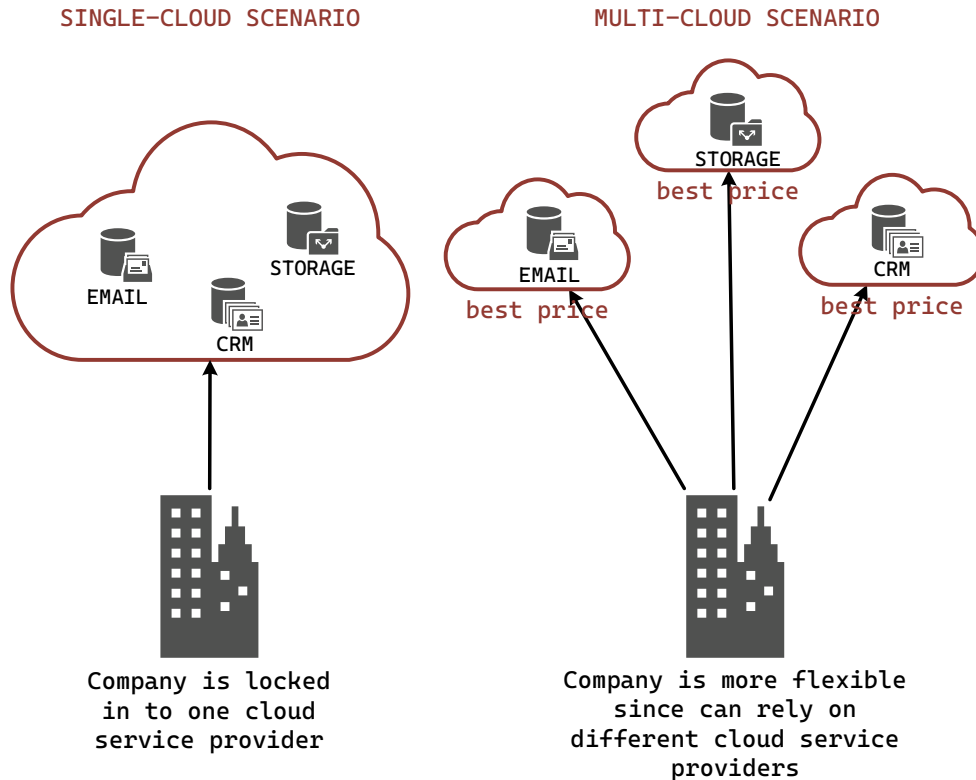 SINGLE-CLOUD SCENARIO
EMAIL
STORAGE
CRM
Company is locked
in to one cloud
service provider
MULTI-CLOUD SCENARIO
STORAGE
best price
EMAIL
best price
CRM
best price
Company is more flexible
since can rely on
different cloud service
providers